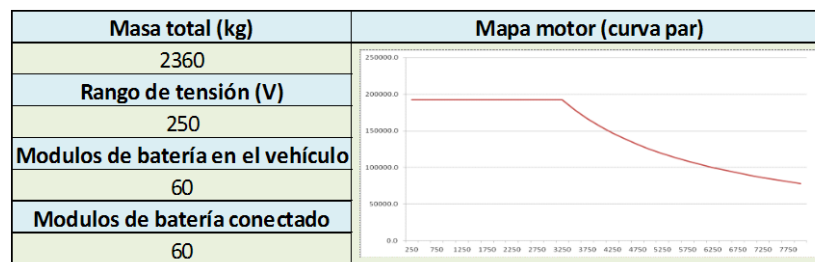 Masa total (kg)
Mapa motor (curva par)
2360
Rango de tensión (V)
250
Modulos de batería en el vehículo
60
Modulos de batería conectado
60
250000.0
200000.0
150000.0
100000.0
50000.0
0.0
250 750 1250 1750 2250 2750 3250 3750 4250 4750 5250 5750 6250 6750 7250 7750